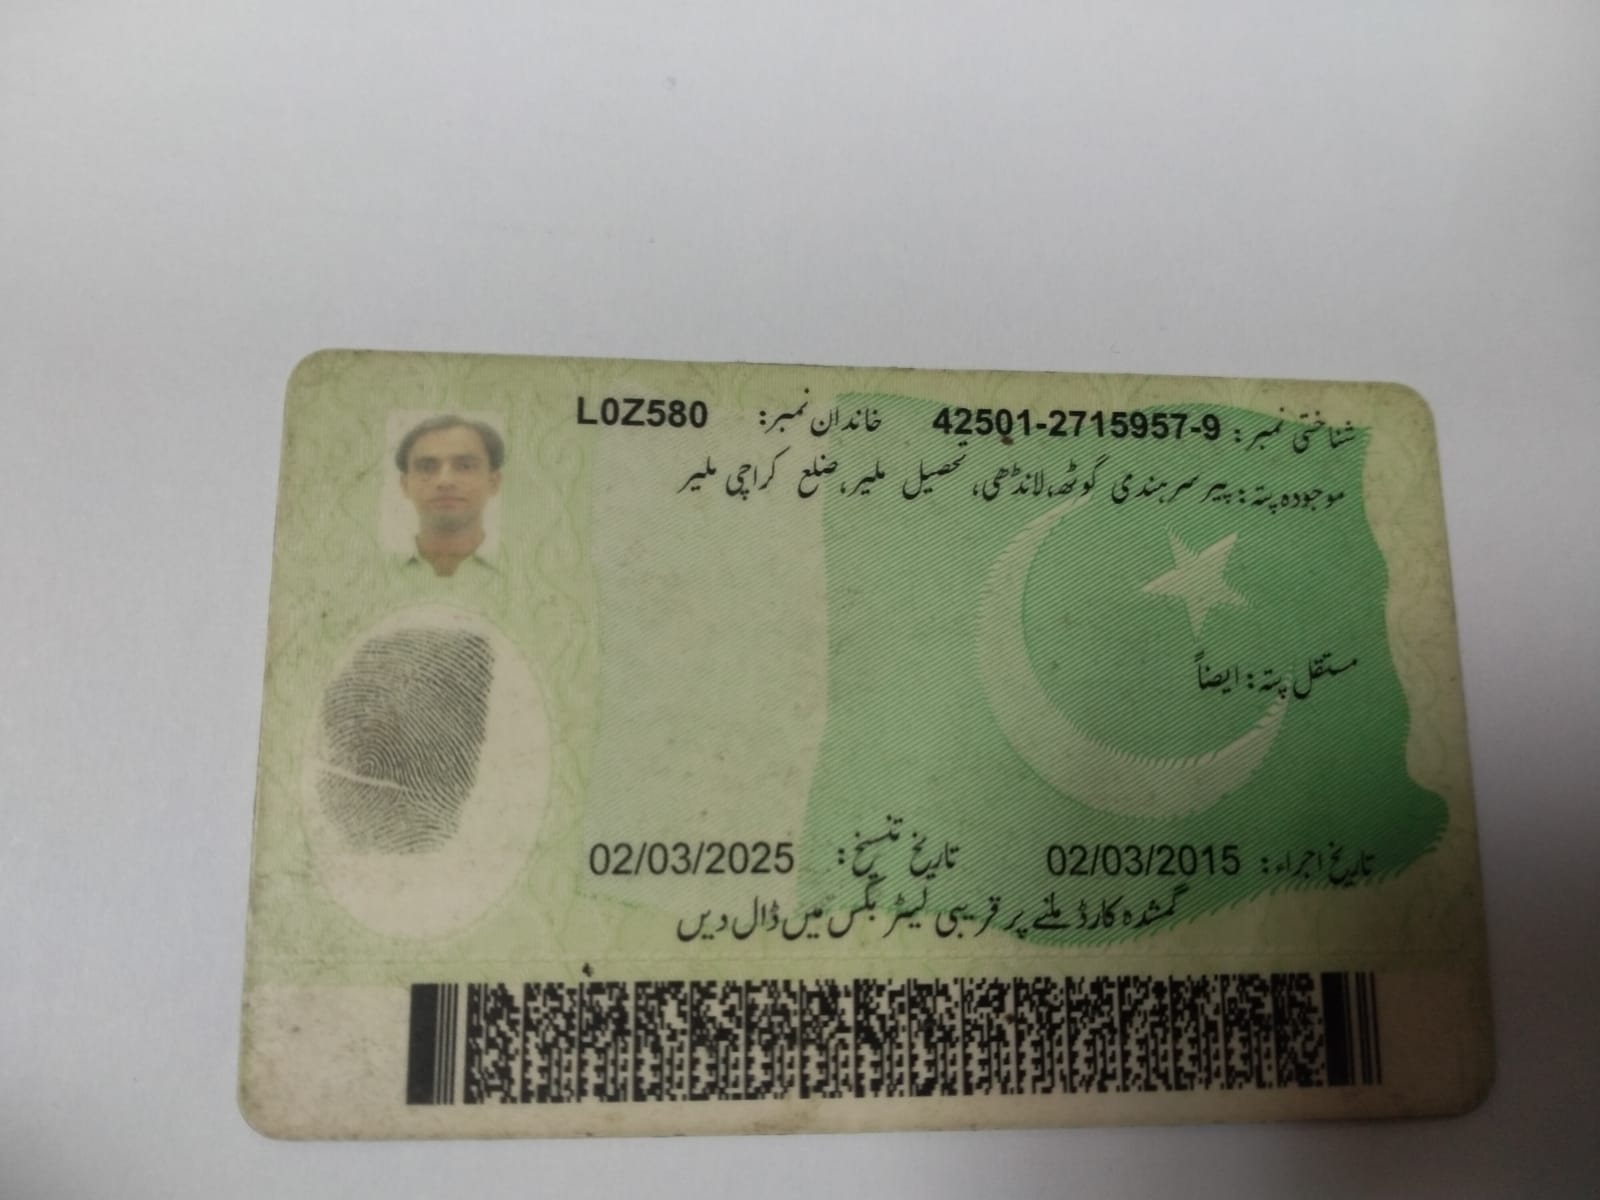 شناختی نمبر: 42501-2715957-9 خاندان نمبر: L0Z580
موجودہ پتہ: پیر سرہندی گوٹھ،لانڈھی، تحصیل ملیر،ضلع کراچی ملیر
مستقل پتہ: ایضاً
تاریخ اجراء: 02/03/2015 تاریخ تنسیخ: 02/03/2025
گمشدہ کارڈ ملنے پر قریبی لیٹر بکس میں ڈال دیں